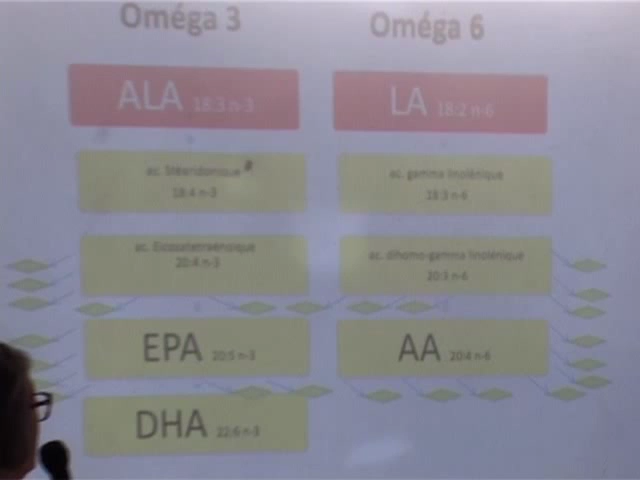 Oméga 3
Oméga 6
ALA 18:3 n-3
LA 18:2 n-6
ac. Stéaridonique
18:4 n-3
ac. gamma linolénique
18:3 n-6
ac. Eicosatetraénoique
20:4 n-3
ac. dihomo-gamma linolénique
20:3 n-6
EPA 20:5 n-3
AA 20:4 n-6
DHA 22:6 n-3